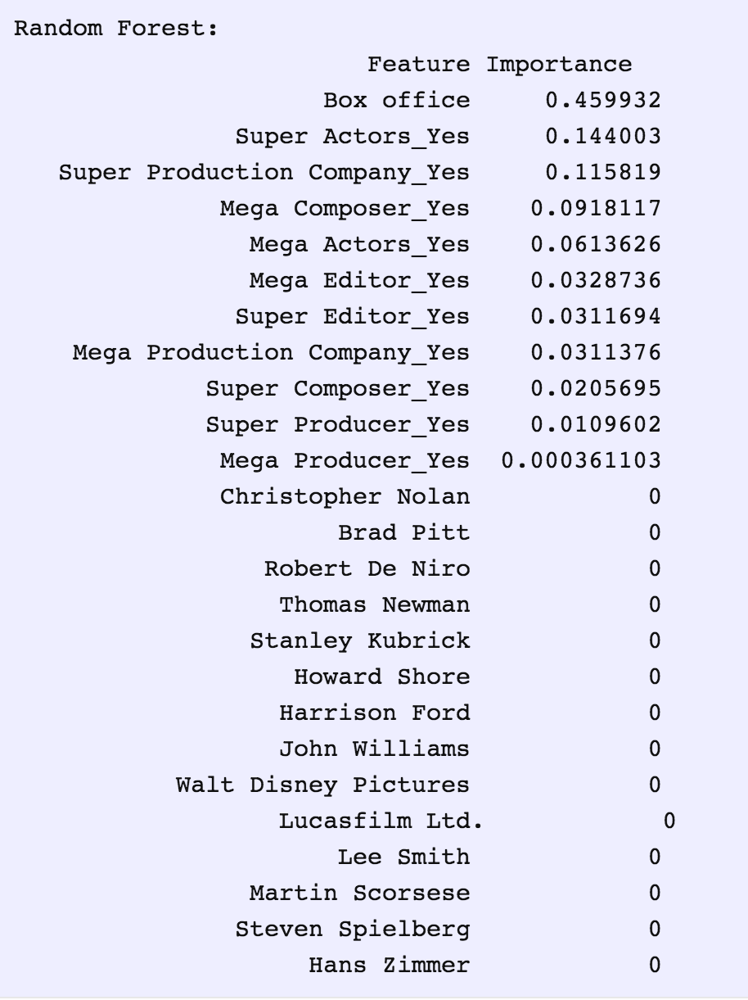 Random Forest:
Feature Importance
Box office 0.459932
Super Actors_Yes 0.144003
Super Production Company_Yes 0.115819
Mega Composer_Yes 0.0918117
Mega Actors_Yes 0.0613626
Mega Editor_Yes 0.0328736
Super Editor_Yes 0.0311694
Mega Production Company_Yes 0.0311376
Super Composer_Yes 0.0205695
Super Producer_Yes 0.0109602
Mega Producer_Yes 0.000361103
Christopher Nolan 0
Brad Pitt 0
Robert De Niro 0
Thomas Newman 0
Stanley Kubrick 0
Howard Shore 0
Harrison Ford 0
John Williams 0
Walt Disney Pictures 0
Lucasfilm Ltd. 0
Lee Smith 0
Martin Scorsese 0
Steven Spielberg 0
Hans Zimmer 0